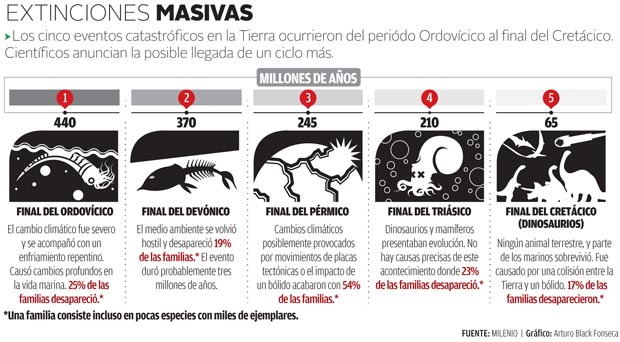 EXTINCIONES MASIVAS
Los cinco eventos catastróficos en la Tierra ocurrieron del periódo Ordovícico al final del Cretácico.
Científicos anuncian la posible llegada de un ciclo más.
MILLONES DE AÑOS
1
440
FINAL DEL ORDOVÍCICO
El cambio climático fue severo
y se acompañó con un
enfriamiento repentino.
Causó cambios profundos en
la vida marina. 25% de las
familias desapareció.*
2
370
FINAL DEL DEVÓNICO
El medio ambiente se volvió
hostil y desapareció 19%
de las familias.* El evento
duró probablemente tres
millones de años.
3
245
FINAL DEL PÉRMICO
Cambios climáticos
posiblemente provocados
por movimientos de placas
tectónicas o el impacto de
un bólido acabaron con 54%
de las familias.*
4
210
FINAL DEL TRIÁSICO
Dinosaurios y mamíferos
presentaban evolución. No
hay causas precisas de este
acontecimiento donde 23%
de las familias desapareció.*
5
65
FINAL DEL CRETÁCICO
(DINOSAURIOS)
Ningún animal terrestre, y parte
de los marinos sobrevivió. Fue
causado por una colisión entre la
Tierra y un bólido. 17% de las
familias desaparecieron.*
*Una familia consiste incluso en pocas especies con miles de ejemplares.
FUENTE: MILENIO | Gráfico: Arturo Black Fonseca